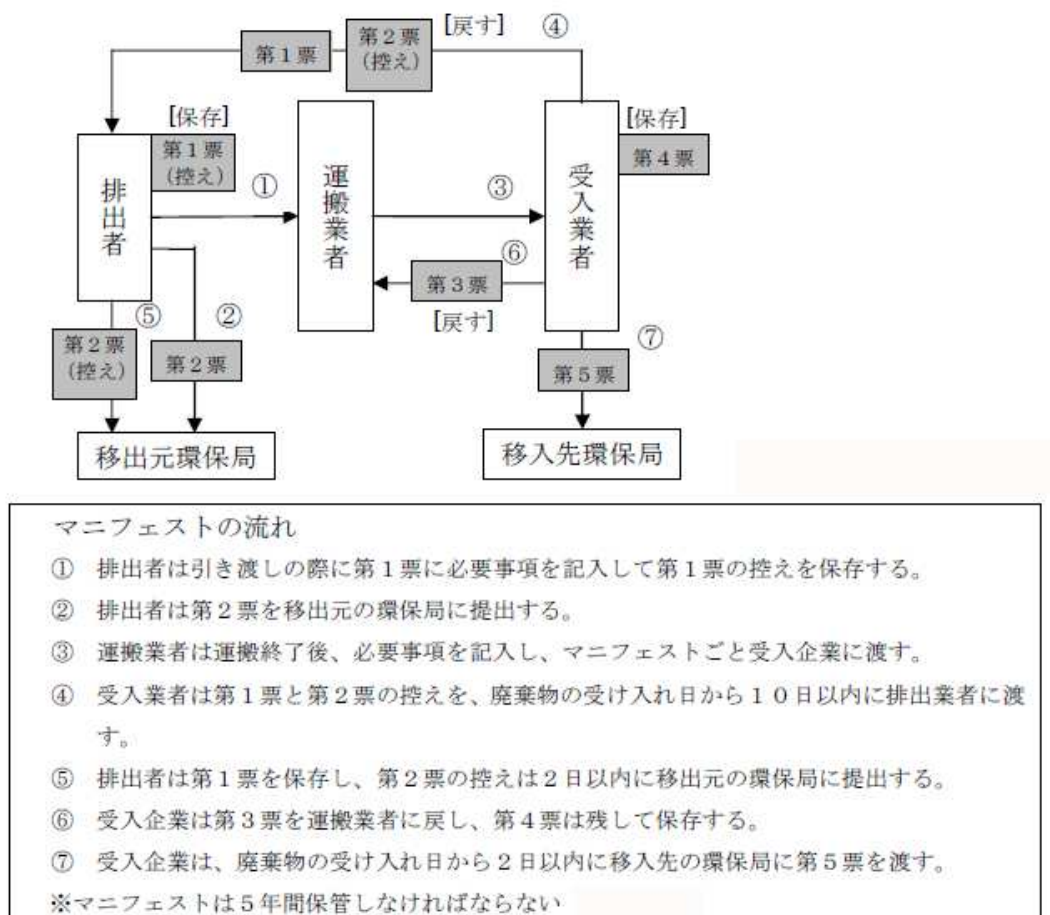 [戻す] ④
第1票
第2票
（控え）
[保存]
第1票
（控え）
[保存]
第4票
排出者
①
運搬業者
③
受入業者
⑥
第3票
[戻す]
⑤
②
⑦
第2票
（控え）
第2票
第5票
移出元環保局
移入先環保局
マニフェストの流れ
① 排出者は引き渡しの際に第1票に必要事項を記入して第1票の控えを保存する。
② 排出者は第2票を移出元の環保局に提出する。
③ 運搬業者は運搬終了後、必要事項を記入し、マニフェストごと受入企業に渡す。
④ 受入業者は第1票と第2票の控えを、廃棄物の受け入れ日から10日以内に排出業者に渡
す。
⑤ 排出者は第1票を保存し、第2票の控えは2日以内に移出元の環保局に提出する。
⑥ 受入企業は第3票を運搬業者に戻し、第4票は残して保存する。
⑦ 受入企業は、廃棄物の受け入れ日から2日以内に移入先の環保局に第5票を渡す。
※マニフェストは5年間保管しなければならない